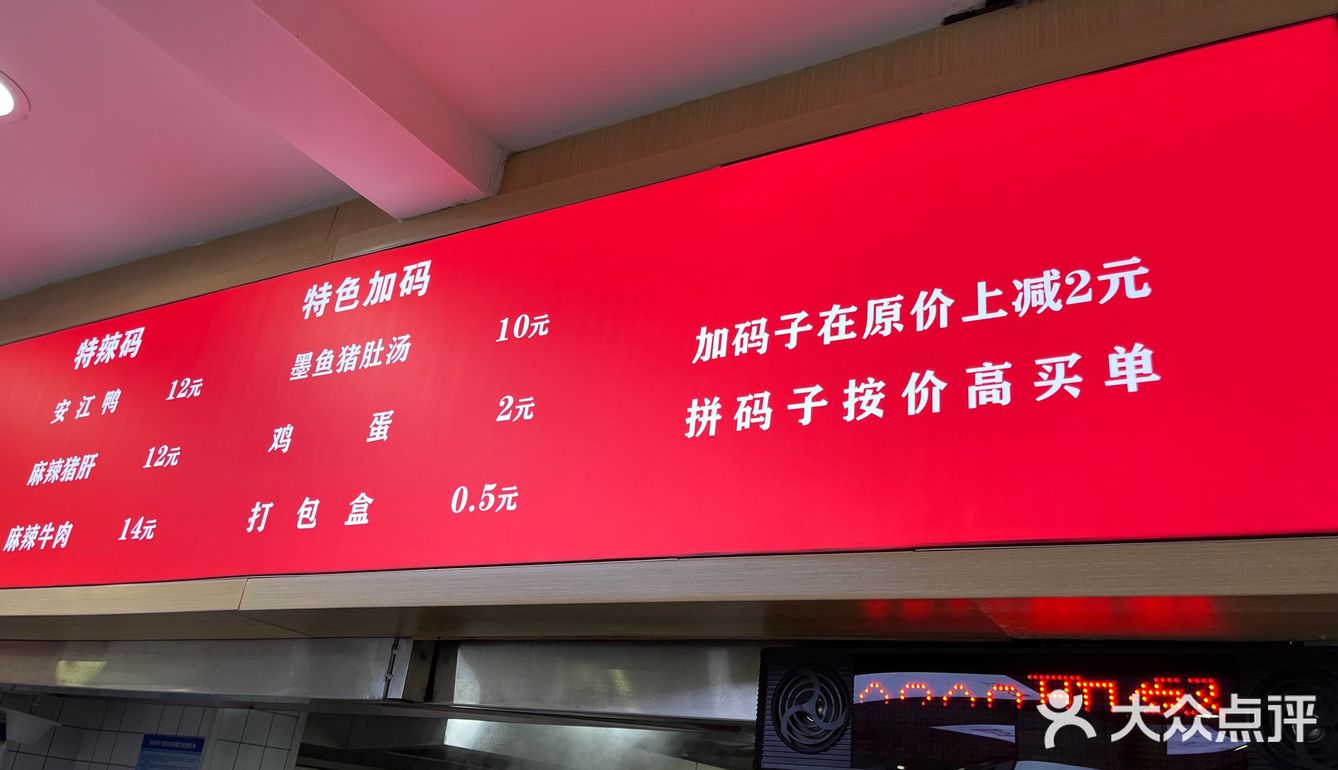 特辣码
安江鸭 12元
麻辣猪肝 12元
麻辣牛肉 14元
特色加码
墨鱼猪肚汤 10元
鸡蛋 2元
打包盒 0.5元
加码子在原价上减2元
拼码子按价高买单
大众点评